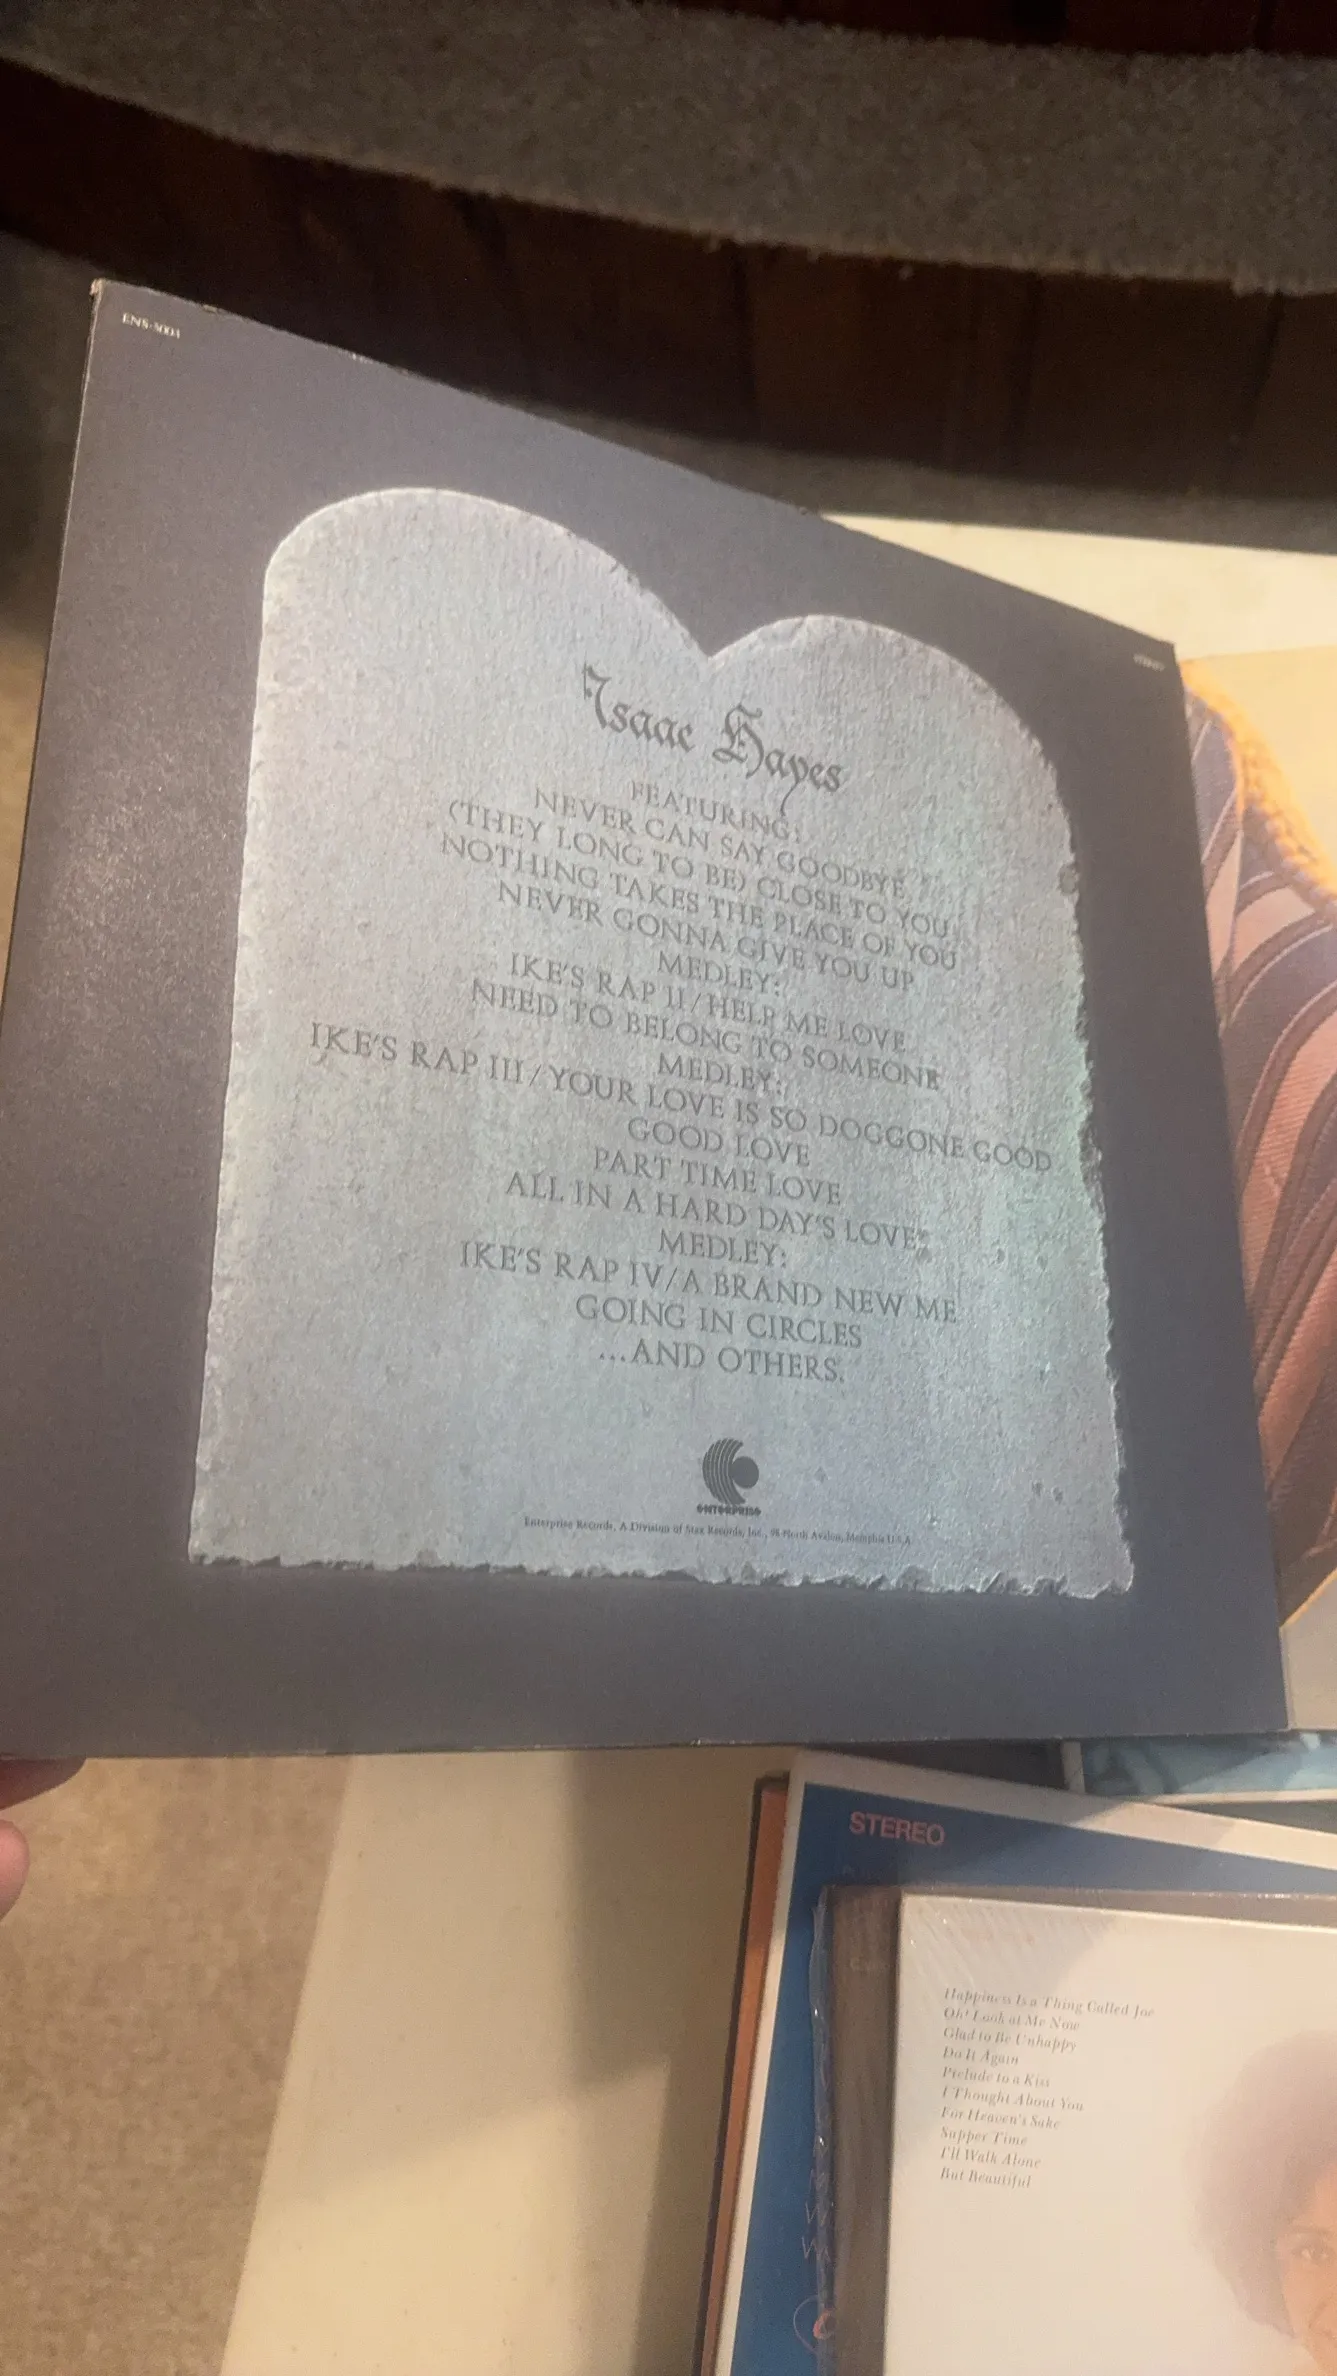 ENS-5003
STEREO
Isaac Hayes
FEATURING:
NEVER CAN SAY GOODBYE
(THEY LONG TO BE) CLOSE TO YOU
NOTHING TAKES THE PLACE OF YOU
NEVER GONNA GIVE YOU UP
MEDLEY:
IKE'S RAP II/HELP ME LOVE
NEED TO BELONG TO SOMEONE
MEDLEY:
IKE'S RAP III/YOUR LOVE IS SO DOGGONE GOOD
GOOD LOVE
PART TIME LOVE
ALL IN A HARD DAY'S LOVE
MEDLEY:
IKE'S RAP IV/A BRAND NEW ME
GOING IN CIRCLES
...AND OTHERS.
ENTERPRISE
Enterprise Records, A Division of Stax Records, Inc., 98 North Avalon, Memphis U.S.A.
STEREO
Happiness Is a Thing Called Joe
Oh! Look at Me Now
Glad to Be Unhappy
Do It Again
Prelude to a Kiss
I Thought About You
For Heaven's Sake
Supper Time
I'll Walk Alone
But Beautiful